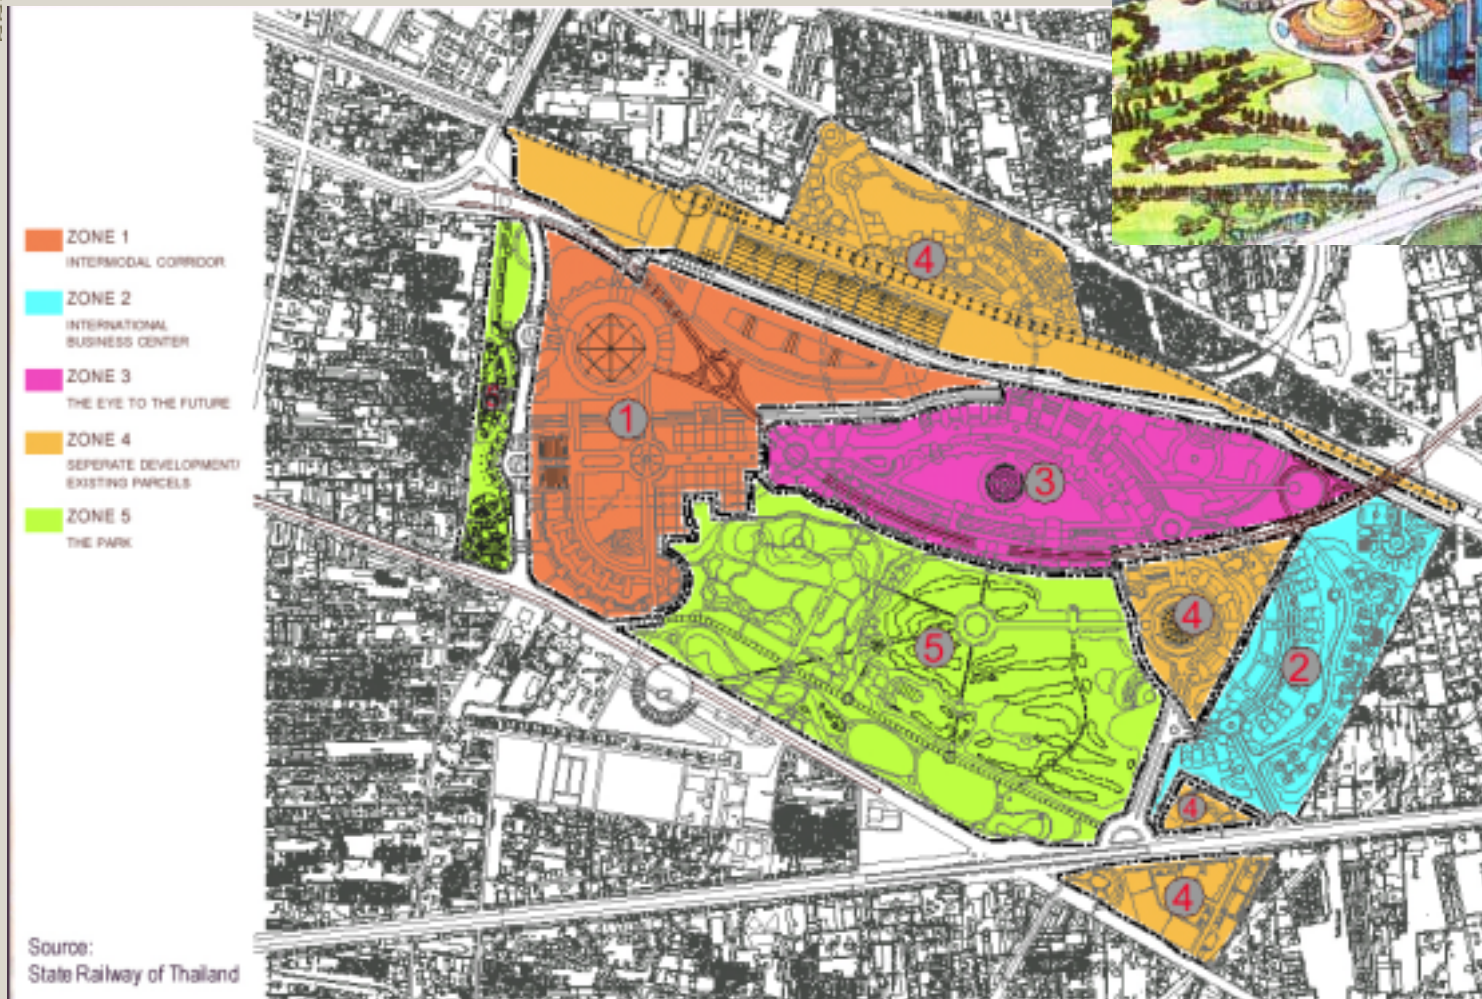 ZONE 1
INTERMODAL CORRIDOR
ZONE 2
INTERNATIONAL
BUSINESS CENTER
ZONE 3
THE EYE TO THE FUTURE
ZONE 4
SEPERATE DEVELOPMENT/
EXISTING PARCELS
ZONE 5
THE PARK
4
5
1
3
4
5
2
4
4
Source:
State Railway of Thailand